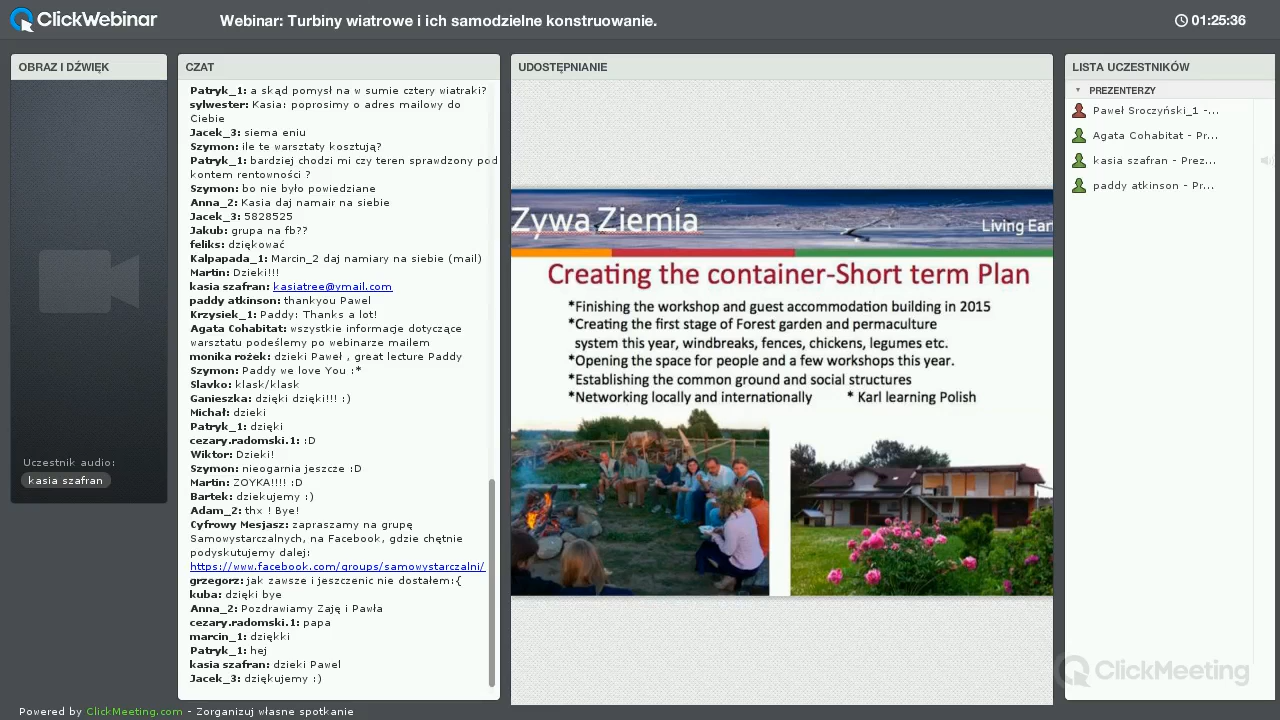 ClickWebinar
Webinar: Turbiny wiatrowe i ich samodzielne konstruowanie.
01:25:36
OBRAZ I DŹWIĘK
Uczestnik audio:
kasia szafran
CZAT
Patryk_1: a skąd pomysł na w sumie cztery wiatraki?
sylwester: Kasia: poprosimy o adres mailowy do
Ciebie
Jacek_3: siema eniu
Szymon: ile te warsztaty kosztują?
Patryk_1: bardziej chodzi mi czy teren sprawdzony pod
kontem rentowności ?
Szymon: bo nie było powiedziane
Anna_2: Kasia daj namair na siebie
Jacek_3: 5828525
Jakub: grupa na fb??
feliks: dziękować
Kalpapada_1: Marcin_2 daj namiary na siebie (mail)
Martin: Dzieki!!!
kasia szafran: kasiatree@ymail.com
paddy atkinson: thankyou Pawel
Krzysiek_1: Paddy: Thanks a lot!
Agata Cohabitat: wszystkie informacje dotyczące
warsztatu podeślemy po webinarze mailem
monika rożek: dzieki Paweł , great lecture Paddy
Szymon: Paddy we love You :*
Slavko: klask/klask
Ganieszka: dzięki dzięki!!! :)
Michał: dzieki
Patryk_1: dzięki
cezary.radomski.1: :D
Wiktor: Dzieki!
Szymon: nieogarnia jeszcze :D
Martin: ZOYKA!!!! :D
Bartek: dziekujemy :)
Adam_2: thx ! Bye!
Cyfrowy Mesjasz: zapraszamy na grupę
Samowystarczalnych, na Facebook, gdzie chętnie
podyskutujemy dalej:
https://www.facebook.com/groups/samowystarczalni/
grzegorz: jak zawsze i jeszczenic nie dostałem:{
kuba: dzięki bye
Anna_2: Pozdrawiamy Zaję i Pawła
cezary.radomski.1: papa
marcin_1: dziękki
Patryk_1: hej
kasia szafran: dzieki Pawel
Jacek_3: dziękujemy :)
UDOSTĘPNIANIE
Zywa Ziemia
Living Ear
Creating the container-Short term Plan
*Finishing the workshop and guest accommodation building in 2015
*Creating the first stage of Forest garden and permaculture
system this year, windbreaks, fences, chickens, legumes etc.
*Opening the space for people and a few workshops this year.
*Establishing the common ground and social structures
*Networking locally and internationally * Karl learning Polish
LISTA UCZESTNIKÓW
PREZENTERZY
Paweł Sroczyński_1 -...
Agata Cohabitat - Pr...
kasia szafran - Prez...
paddy atkinson - Pr...
ClickMeeting
Powered by ClickMeeting.com - Zorganizuj własne spotkanie